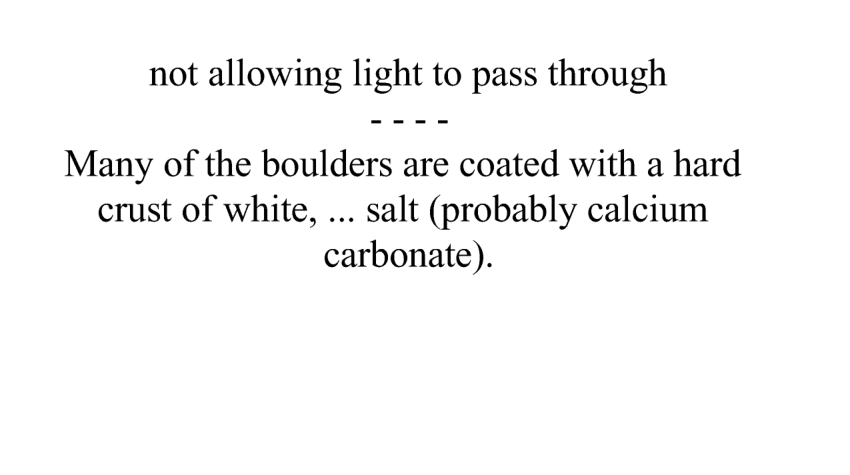 not allowing light to pass through
- - - -
Many of the boulders are coated with a hard
crust of white, ... salt (probably calcium
carbonate).